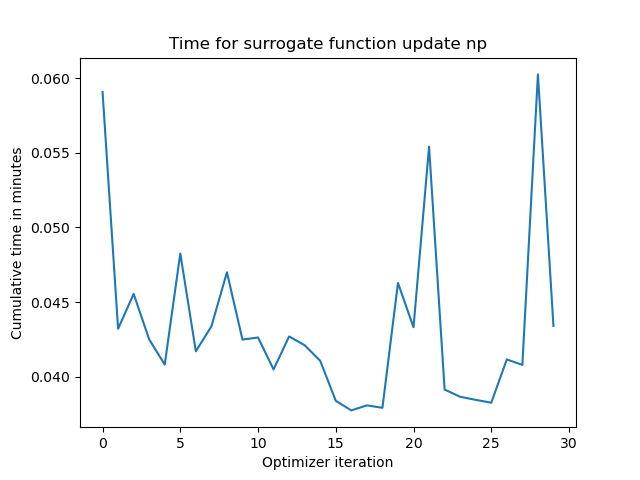 Time for surrogate function update np
Cumulative time in minutes
0.060
0.055
0.050
0.045
0.040
0 5 10 15 20 25 30
Optimizer iteration